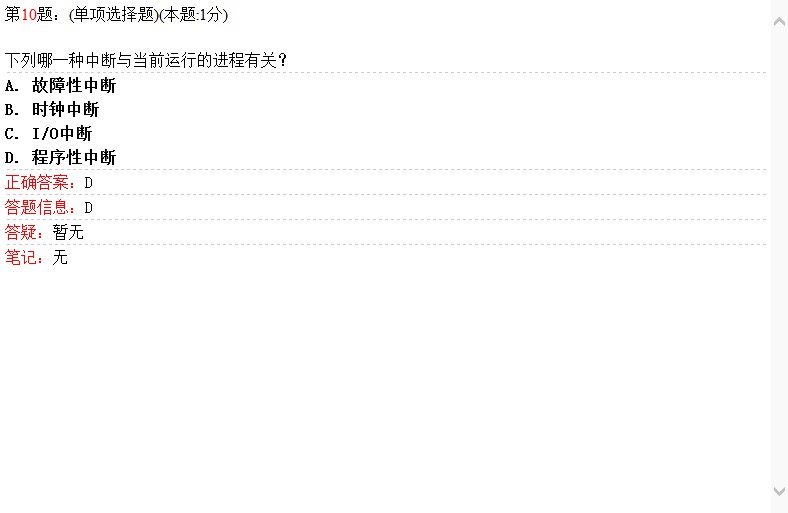 第10题：(单项选择题)(本题:1分)
下列哪一种中断与当前运行的进程有关?
A. 故障性中断
B. 时钟中断
C. I/O中断
D. 程序性中断
正确答案：D
答题信息：D
答疑：暂无
笔记：无